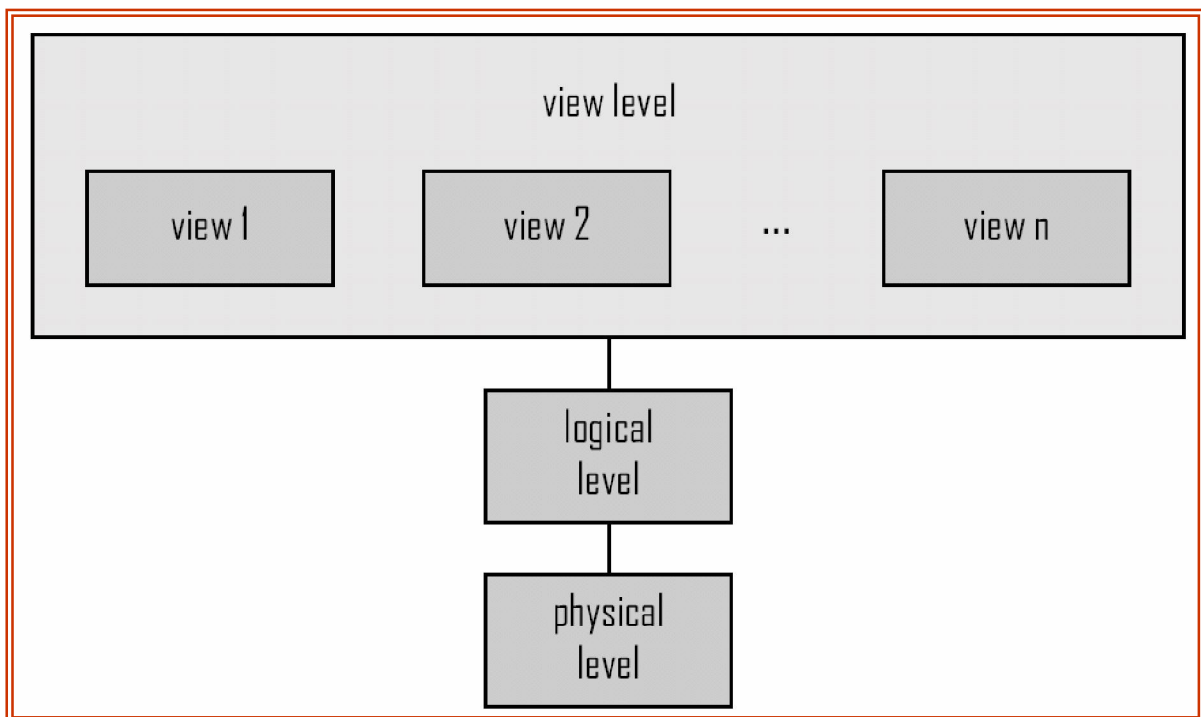 view level
view 1
view 2
...
view n
logical
level
physical
level